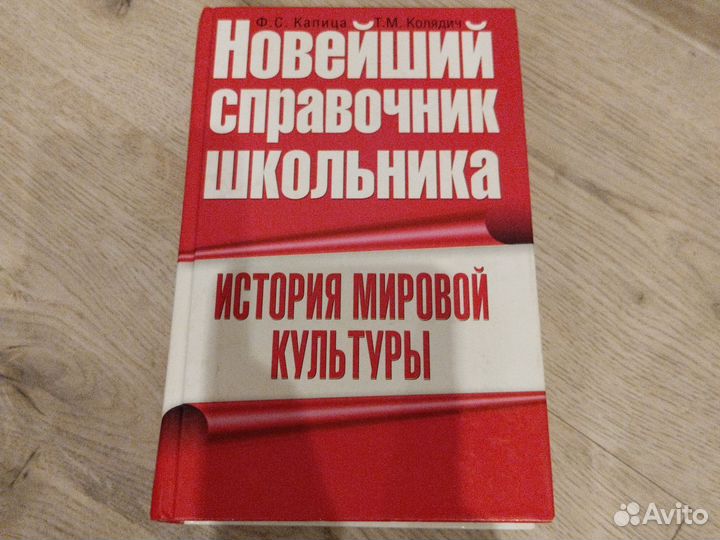 Ф.С. Капица Т.М. Колядич
Новейший
справочник
школьника
ИСТОРИЯ МИРОВОЙ
КУЛЬТУРЫ
Avito